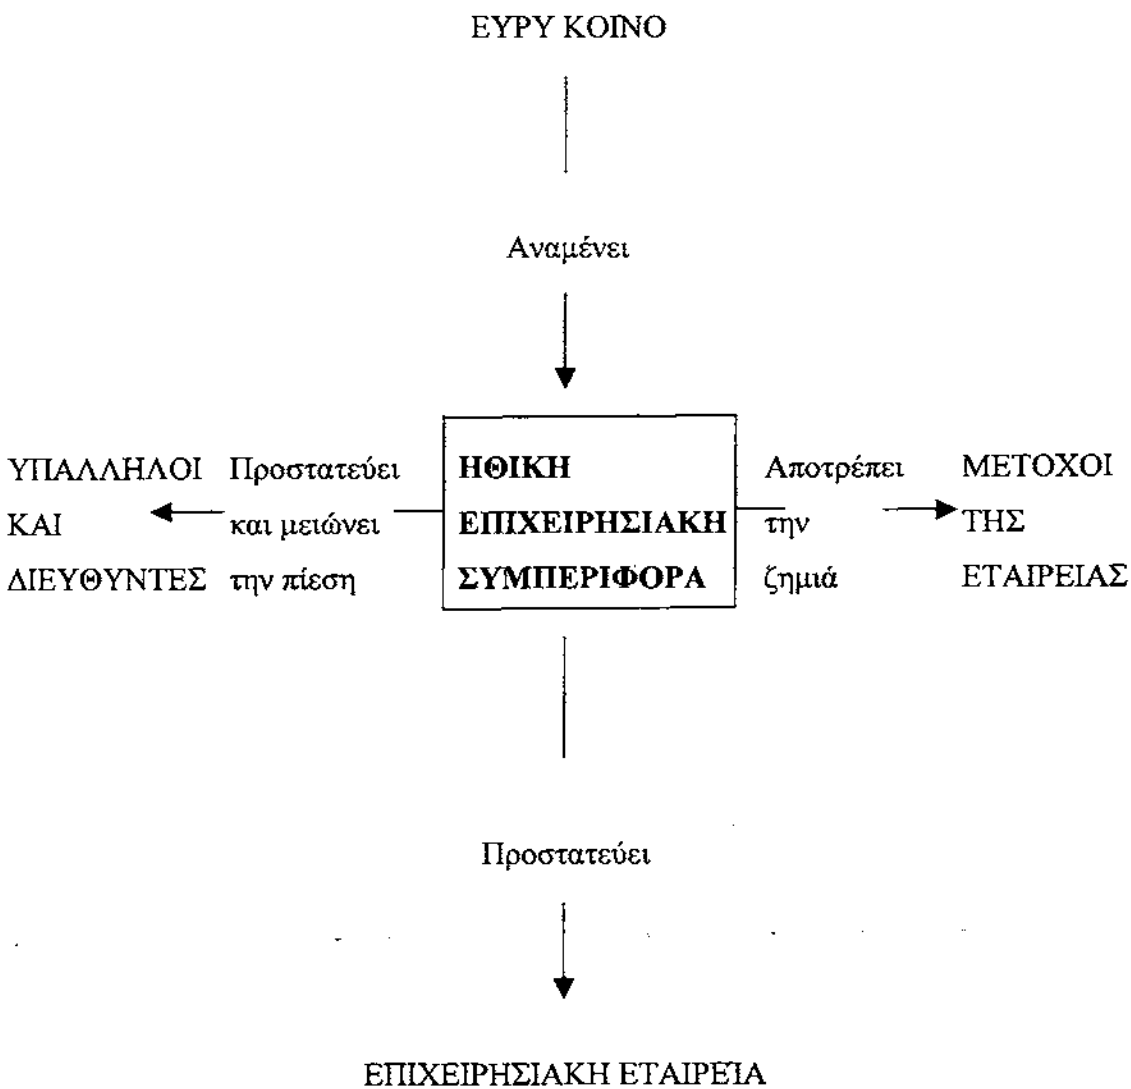 ΕΥΡΥ ΚΟΙΝΟ
Αναμένει
ΥΠΑΛΛΗΛΟΙ Προστατεύει ΗΘΙΚΗ Αποτρέπει ΜΕΤΟΧΟΙ
ΚΑΙ και μειώνει ΕΠΙΧΕΙΡΗΣΙΑΚΗ την ΤΗΣ
ΔΙΕΥΘΥΝΤΕΣ την πίεση ΣΥΜΠΕΡΙΦΟΡΑ ζημιά ΕΤΑΙΡΕΙΑΣ
Προστατεύει
ΕΠΙΧΕΙΡΗΣΙΑΚΗ ΕΤΑΙΡΕΊΑ